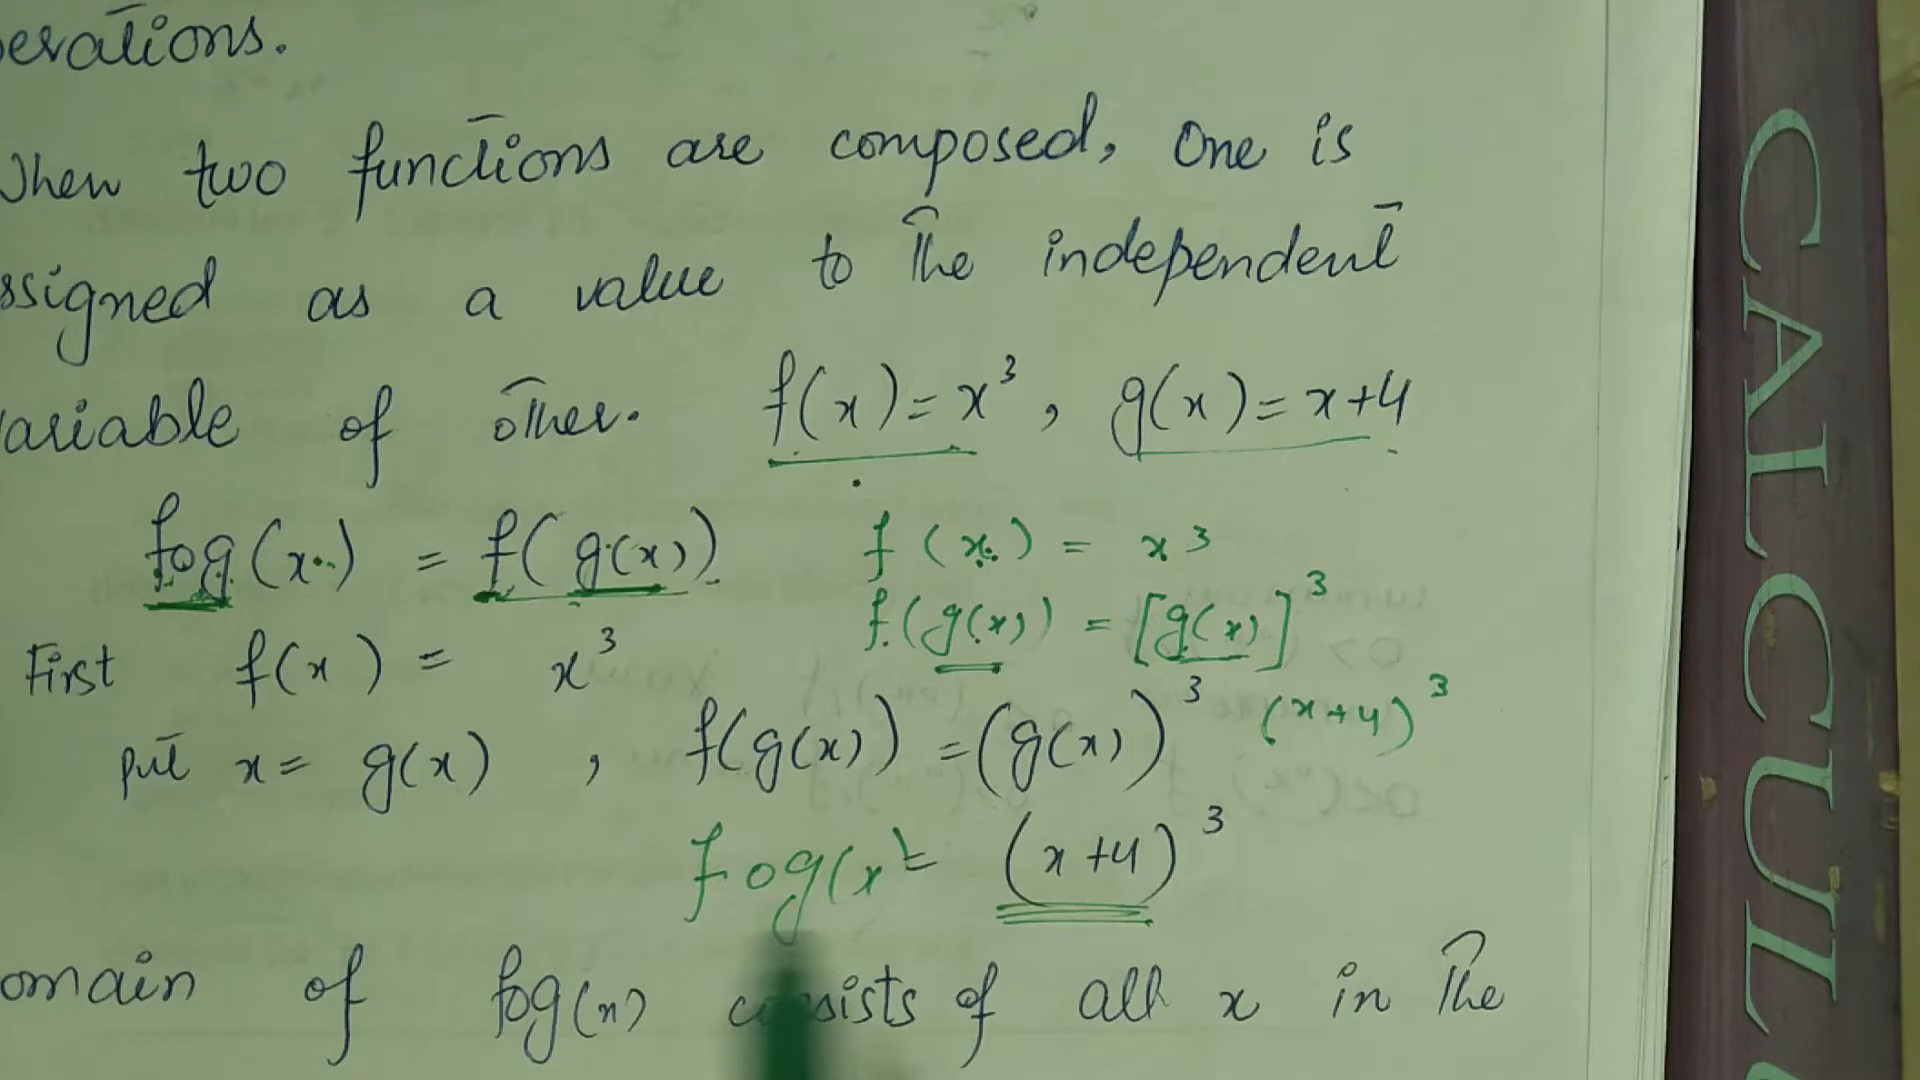 erations.
When two functions are composed, One is
ssigned as a value to the independent
variable of other. f(x) = x³, g(x) = x+4
fog(x) = f(g(x)) f(x) = x³
f(g(x)) = [g(x)]³
First f(x) = x³
(x+4)³
put x = g(x), f(g(x)) = (g(x))³
fog(x) = (x+4)³
omain of fog(x) consists of all x in the
CALCUL